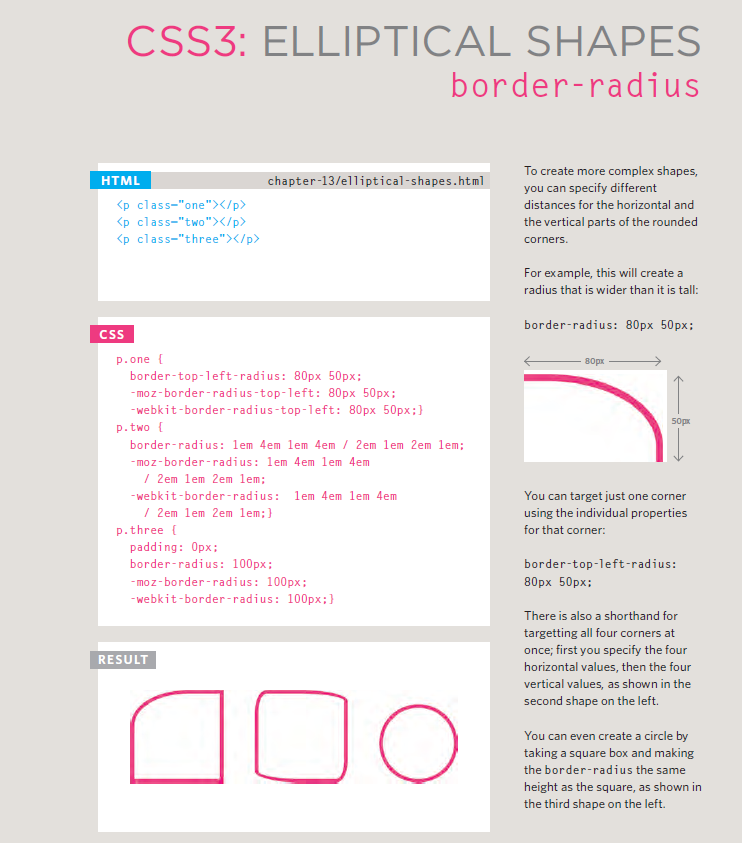 CSS3: ELLIPTICAL SHAPES
border-radius
HTML
chapter-13/elliptical-shapes.html
<p class="one"></p>
<p class="two"></p>
<p class="three"></p>
CSS
p.one {
border-top-left-radius: 80px 50px;
-moz-border-radius-top-left: 80px 50px;
-webkit-border-radius-top-left: 80px 50px;}
p.two {
border-radius: 1em 4em 1em 4em / 2em 1em 2em 1em;
-moz-border-radius: 1em 4em 1em 4em
/ 2em 1em 2em 1em;
-webkit-border-radius:  1em 4em 1em 4em
/ 2em 1em 2em 1em;}
p.three {
padding: 0px;
border-radius: 100px;
-moz-border-radius: 100px;
-webkit-border-radius: 100px;}
RESULT
To create more complex shapes,
you can specify different
distances for the horizontal and
the vertical parts of the rounded
corners.
For example, this will create a
radius that is wider than it is tall:
border-radius: 80px 50px;
80px
50px
You can target just one corner
using the individual properties
for that corner:
border-top-left-radius:
80px 50px;
There is also a shorthand for
targetting all four corners at
once; first you specify the four
horizontal values, then the four
vertical values, as shown in the
second shape on the left.
You can even create a circle by
taking a square box and making
the border-radius the same
height as the square, as shown in
the third shape on the left.